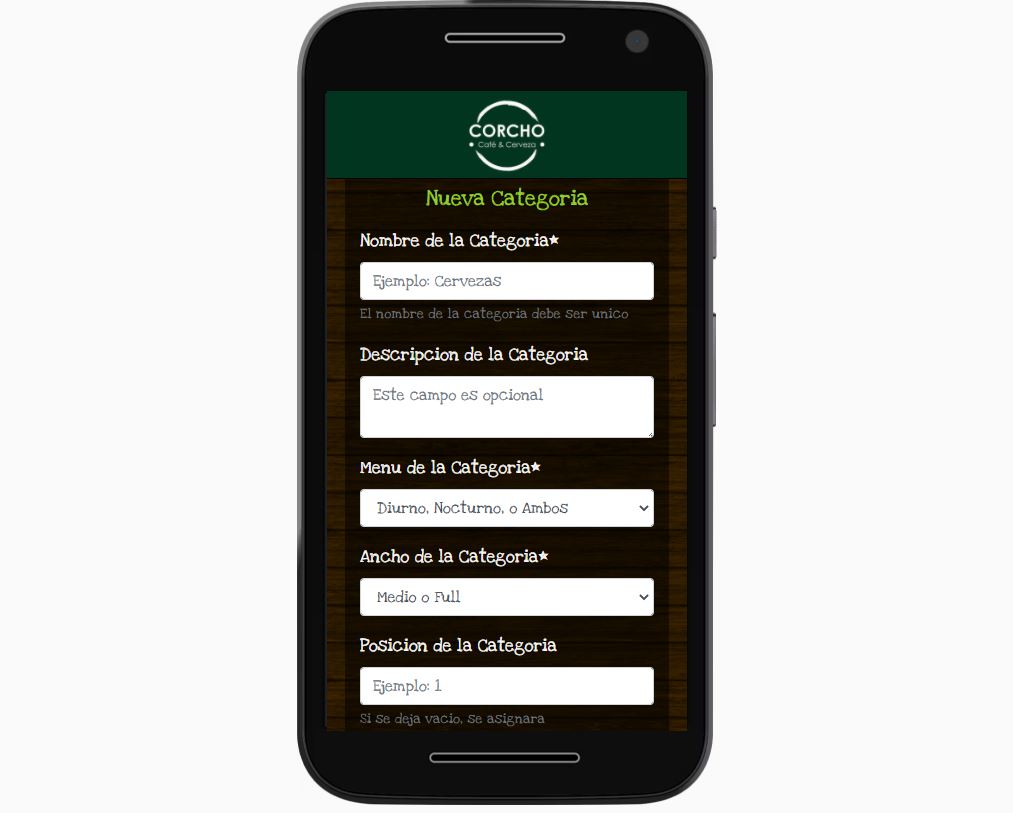 CORCHO
• Café & Cerveza •
Nueva Categoria
Nombre de la Categoria*
Ejemplo: Cervezas
El nombre de la categoria debe ser unico
Descripcion de la Categoria
Este campo es opcional
Menu de la Categoria*
Diurno, Nocturno, o Ambos
Ancho de la Categoria*
Medio o Full
Posicion de la Categoria
Ejemplo: 1
Si se deja vacio, se asignara